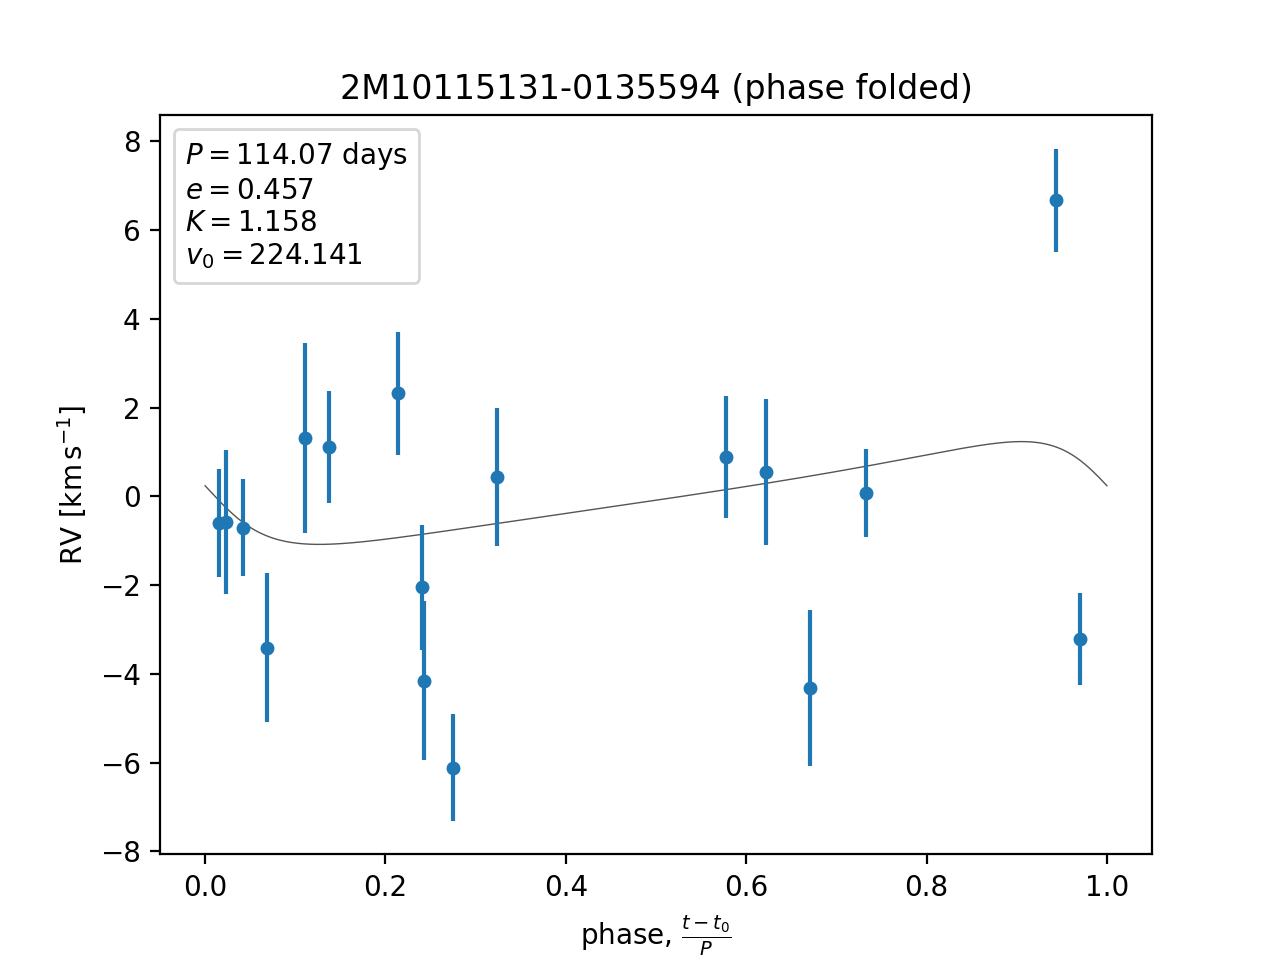 2M10115131-0135594 (phase folded)
P = 114.07 days
e = 0.457
K = 1.158
v₀ = 224.141
RV [km s⁻¹]
8
6
4
2
0
−2
−4
−6
−8
0.0 0.2 0.4 0.6 0.8 1.0
phase, (t − t₀)/P